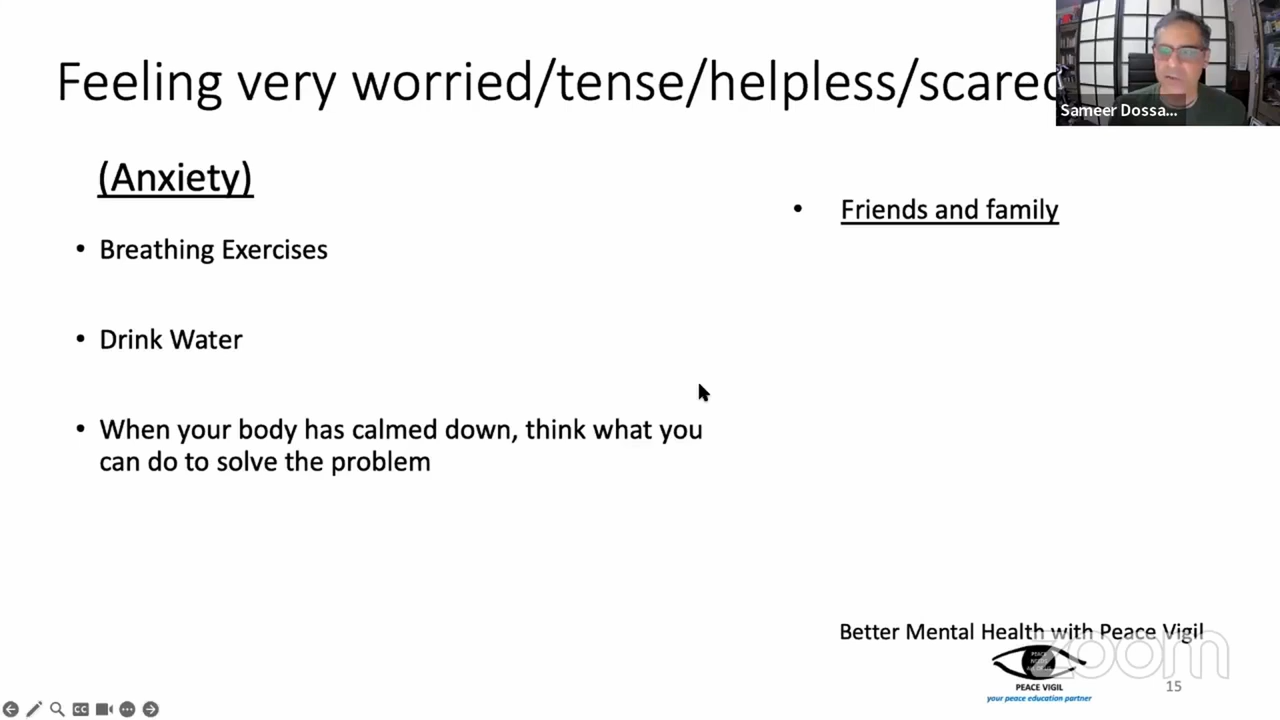 Feeling very worried/tense/helpless/scared
Sameer Dossa...
(Anxiety)
• Breathing Exercises
• Drink Water
• When your body has calmed down, think what you
can do to solve the problem
• Friends and family
Better Mental Health with Peace Vigil
PEACE VIGIL
your peace education partner
zoom
15
CC